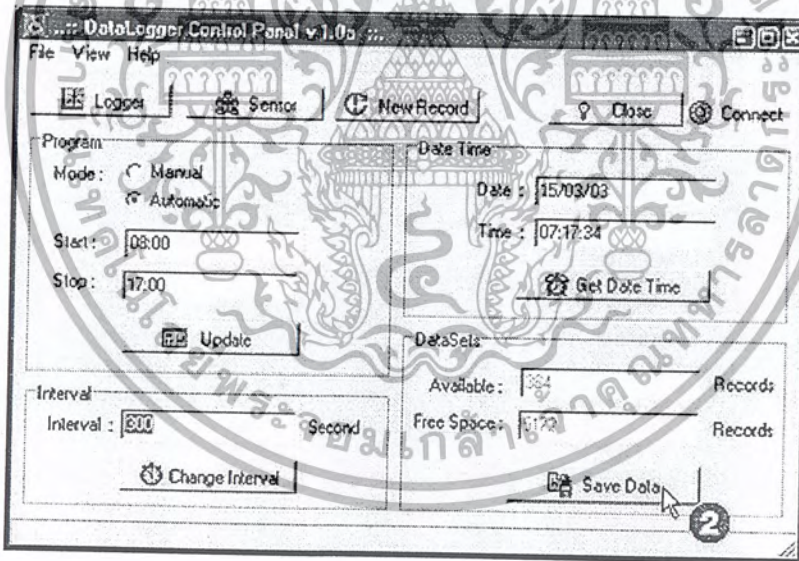 ..:: DataLogger Control Panel v 1.0a ::..
File View Help
Logger Sensor New Record Close Connect
Program
Mode : Manual
Automatic
Start : 08:00
Stop : 17:00
Update
Interval
Interval : 300 Second
Change Interval
Date Time
Date : 15/03/03
Time : 07:17:34
Get Date Time
DataSets
Available : 384 Records
Free Space : Records
Save Data
2